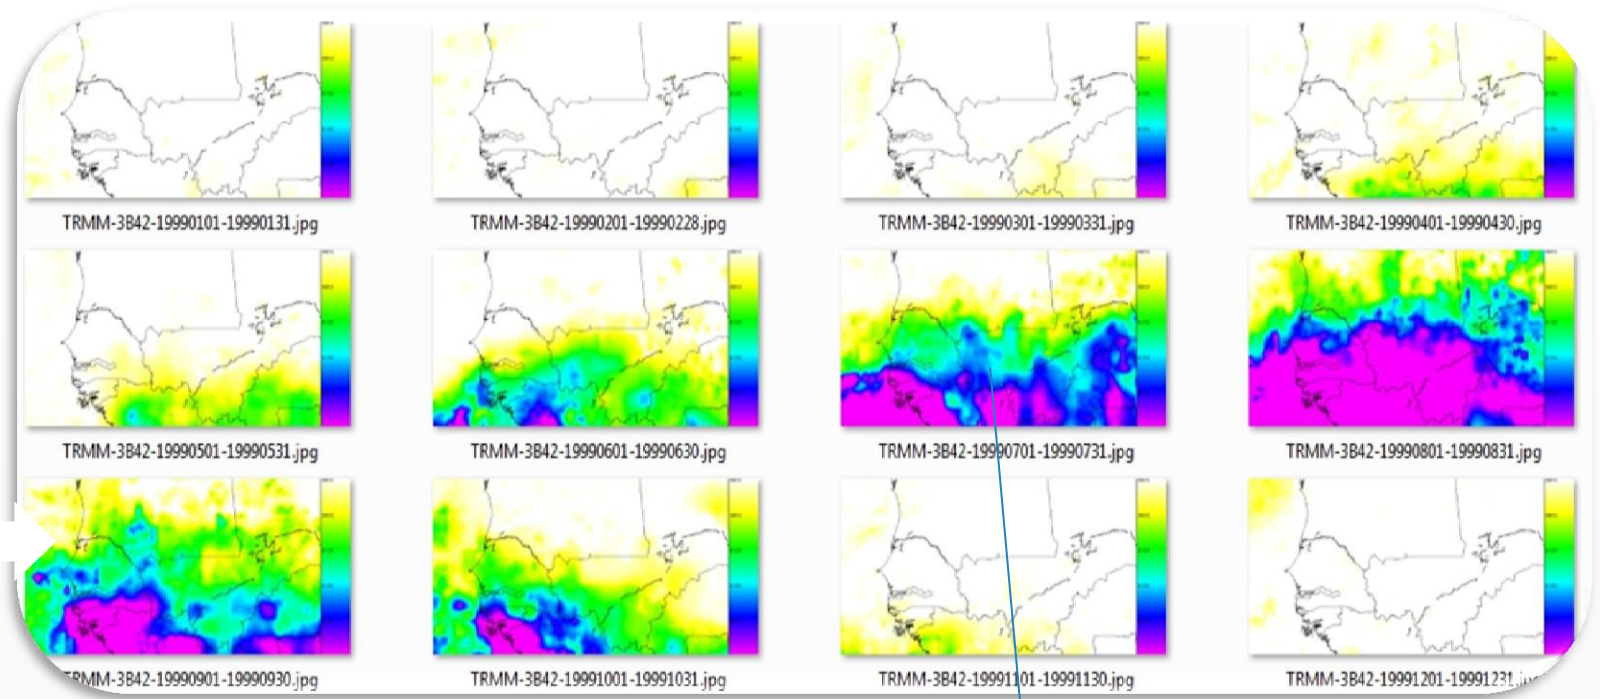 TRMM-3B42-19990101-19990131.jpg
TRMM-3B42-19990201-19990228.jpg
TRMM-3B42-19990301-19990331.jpg
TRMM-3B42-19990401-19990430.jpg
TRMM-3B42-19990501-19990531.jpg
TRMM-3B42-19990601-19990630.jpg
TRMM-3B42-19990701-19990731.jpg
TRMM-3B42-19990801-19990831.jpg
TRMM-3B42-19990901-19990930.jpg
TRMM-3B42-19991001-19991031.jpg
TRMM-3B42-19991101-19991130.jpg
TRMM-3B42-19991201-19991231.jpg